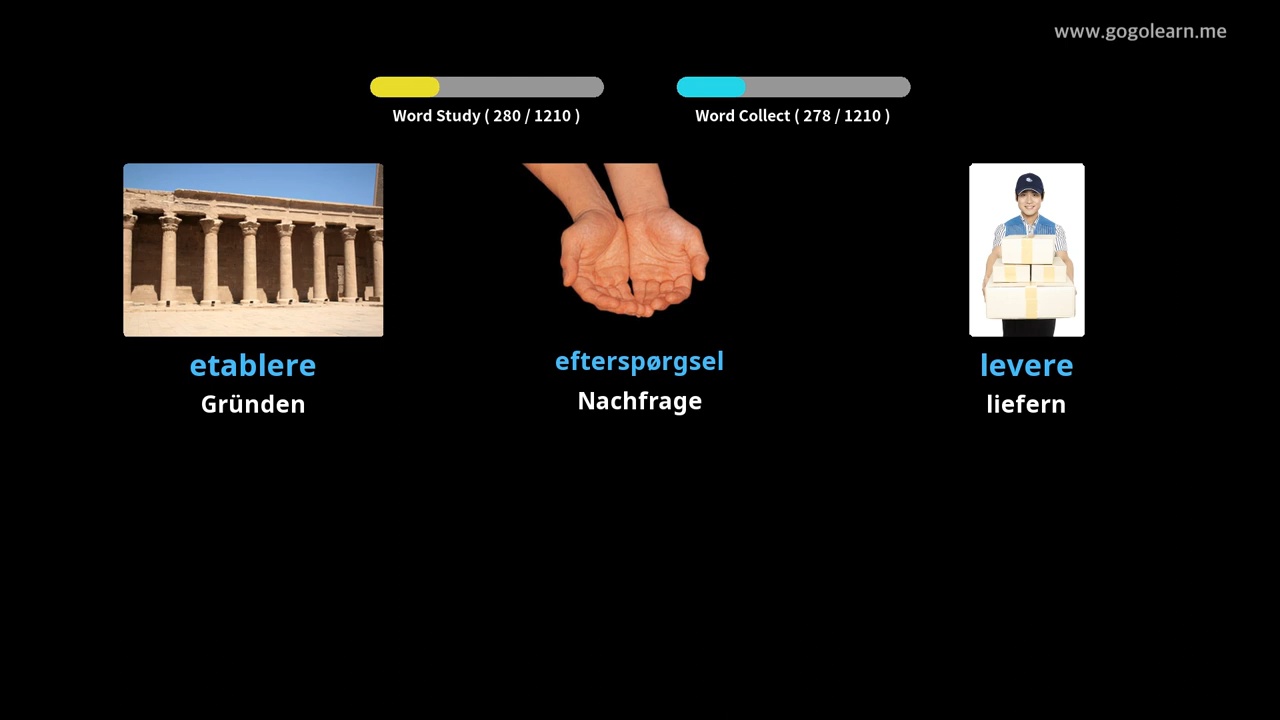 www.gogolearn.me
Word Study ( 280 / 1210 )
Word Collect ( 278 / 1210 )
etablere
Gründen
efterspørgsel
Nachfrage
levere
liefern